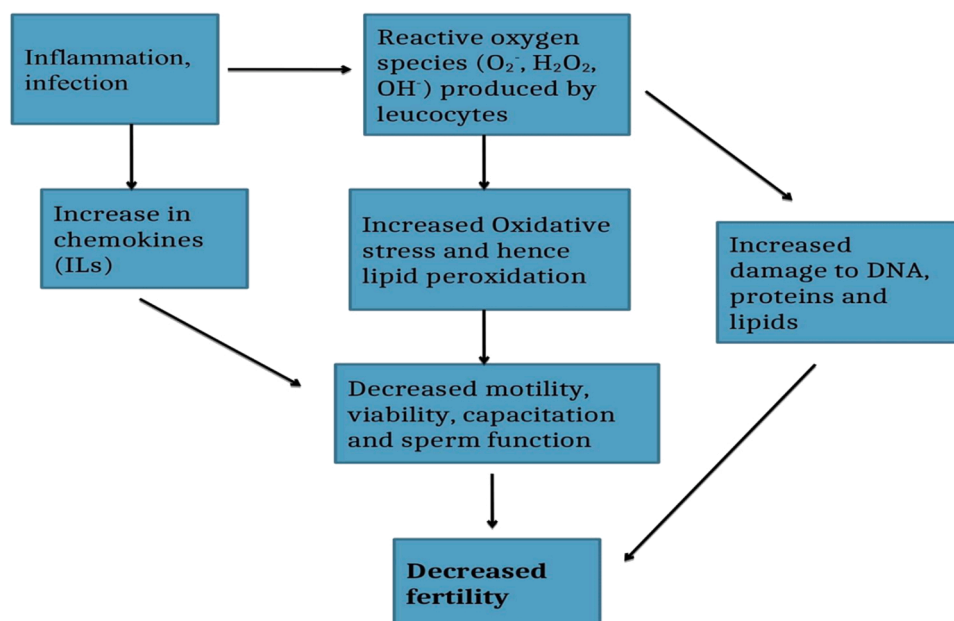 Inflammation,
infection
Reactive oxygen
species (O₂⁻, H₂O₂,
OH⁻) produced by
leucocytes
Increase in
chemokines
(ILs)
Increased Oxidative
stress and hence
lipid peroxidation
Increased
damage to DNA,
proteins and
lipids
Decreased motility,
viability, capacitation
and sperm function
Decreased
fertility